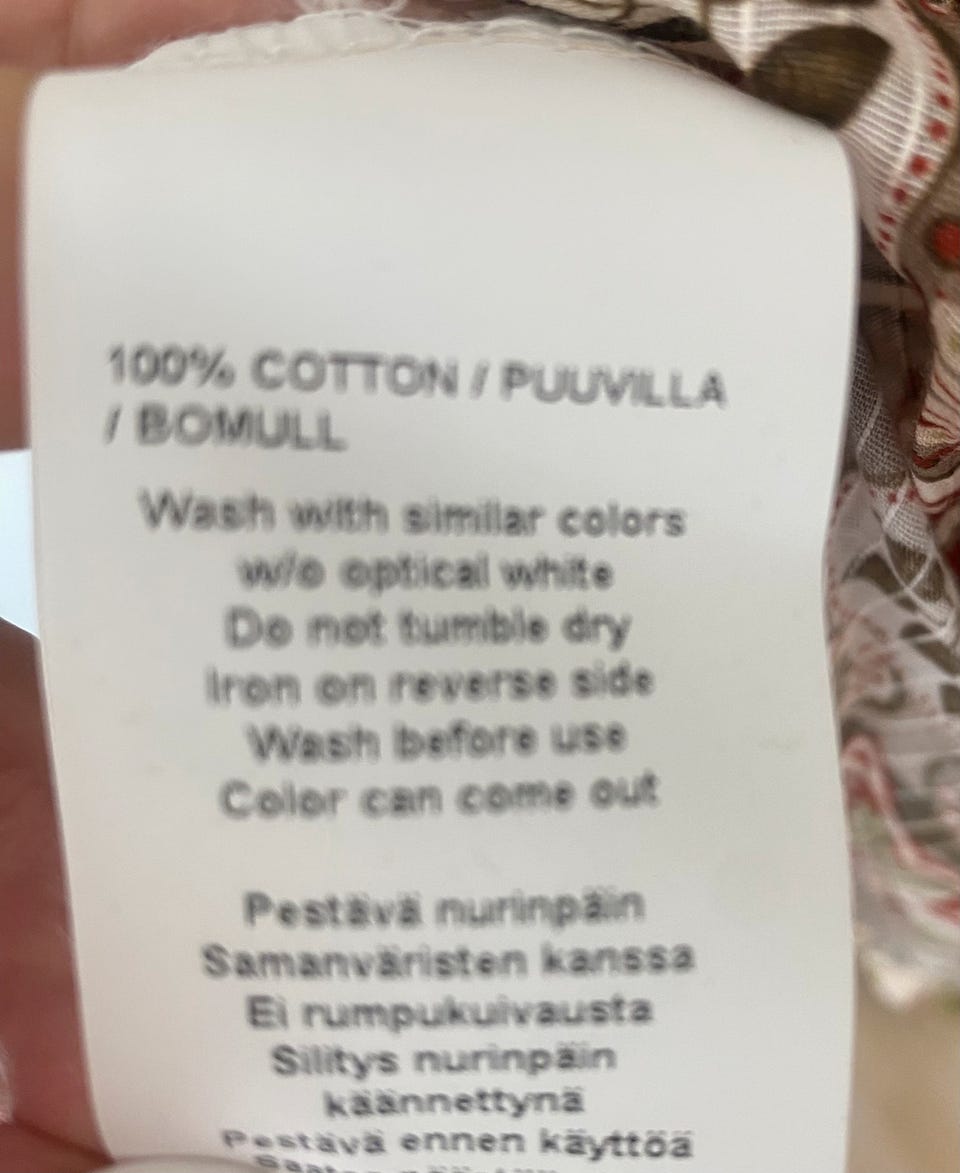 100% COTTON / PUUVILLA
/ BOMULL
Wash with similar colors
w/o optical white
Do not tumble dry
Iron on reverse side
Wash before use
Color can come out
Pestävä nurinpäin
Samanväristen kanssa
Ei rumpukuivausta
Silitys nurinpäin
käännettynä
Pestävä ennen käyttöä